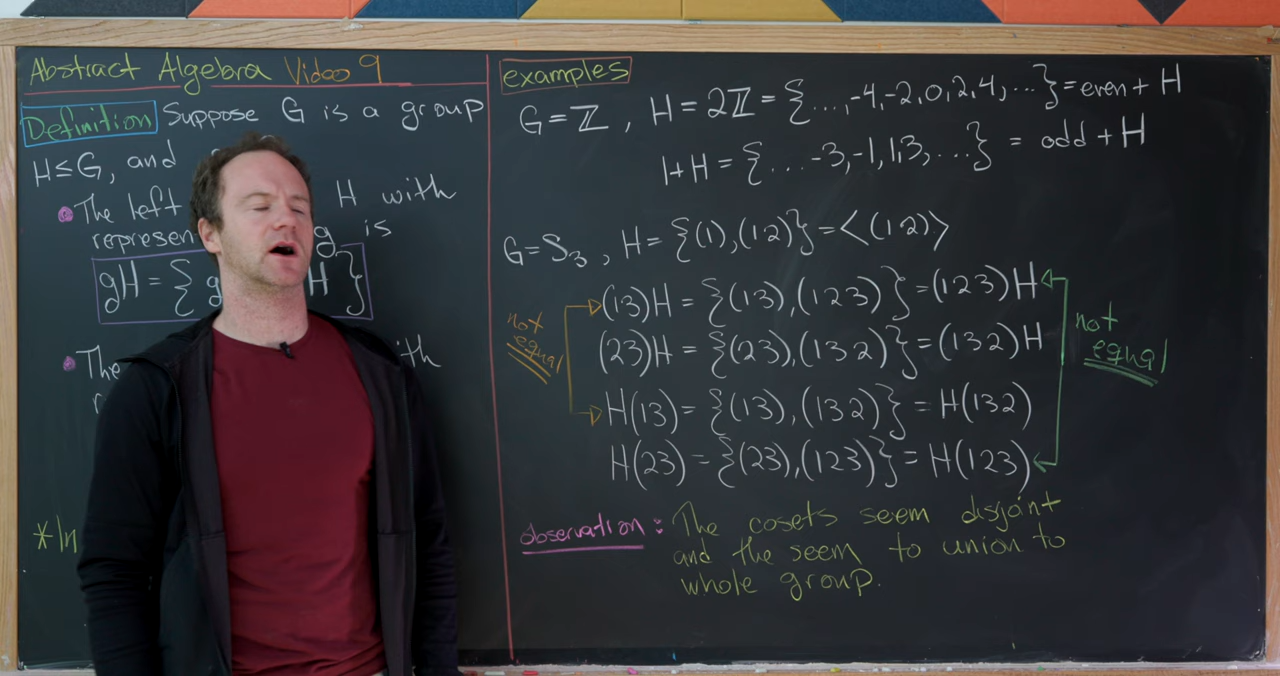 Abstract Algebra Video 9
Definition Suppose G is a group
H≤G, and
• The left H with
represen g is
gH = { g H }
• The th
r
*In
examples
G=ℤ, H=2ℤ={...,-4,-2,0,2,4,...}=even+H
1+H={...-3,-1,1,3,...} = odd+H
G=S₃, H={(1),(12)}=<(12)>
(13)H={(13),(123)}=(123)H
(23)H={(23),(132)}=(132)H
H(13)={(13),(132)}=H(132)
H(23)={(23),(123)}=H(123)
not
equal
not
equal
observation: The cosets seem disjoint
and the seem to union to
whole group.